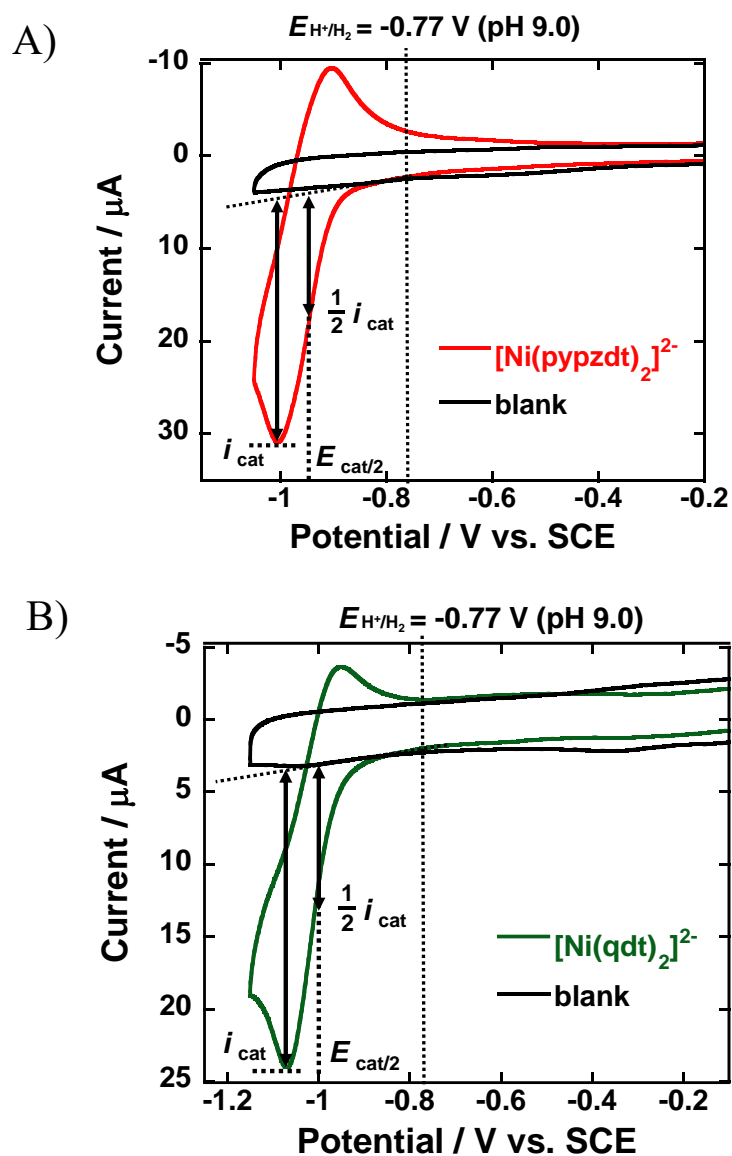 A)
E H⁺/H₂ = -0.77 V (pH 9.0)
-10
0
10
20
30
Current / μA
1/2 i cat
[Ni(pypzdt)₂]²⁻
blank
i cat
E cat/2
-1 -0.8 -0.6 -0.4 -0.2
Potential / V vs. SCE
B)
E H⁺/H₂ = -0.77 V (pH 9.0)
-5
0
5
10
15
20
25
Current / μA
1/2 i cat
[Ni(qdt)₂]²⁻
blank
i cat
E cat/2
-1.2 -1 -0.8 -0.6 -0.4 -0.2
Potential / V vs. SCE